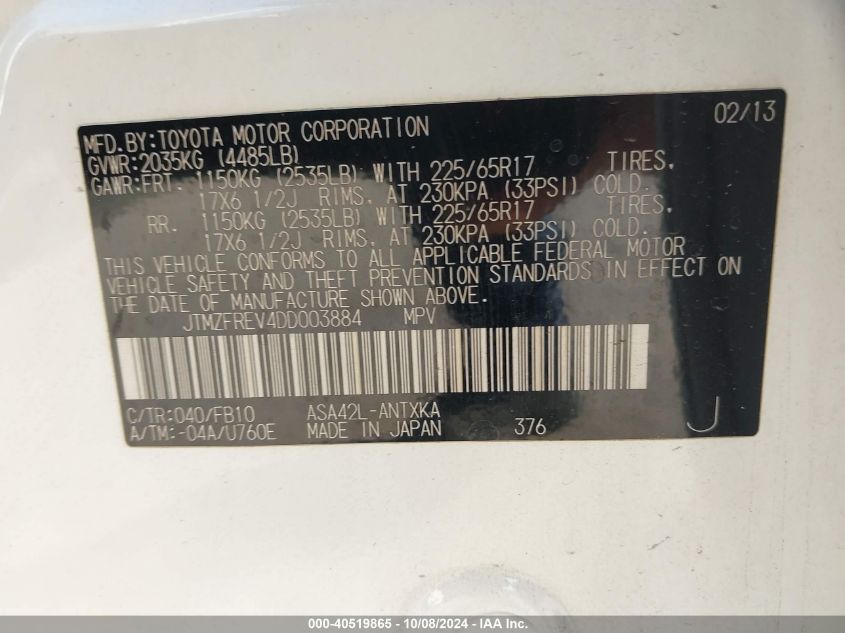 02/13
MFD.BY:TOYOTA MOTOR CORPORATION
GVWR:2035KG (4485LB)
GAWR:FRT. 1150KG (2535LB) WITH 225/65R17 TIRES,
17X6 1/2J RIMS, AT 230KPA (33PSI) COLD.
RR. 1150KG (2535LB) WITH 225/65R17 TIRES,
17X6 1/2J RIMS, AT 230KPA (33PSI) COLD.
THIS VEHICLE CONFORMS TO ALL APPLICABLE FEDERAL MOTOR
VEHICLE SAFETY AND THEFT PREVENTION STANDARDS IN EFFECT ON
THE DATE OF MANUFACTURE SHOWN ABOVE.
JTMZFREV4DD003884 MPV
C/TR:040/FB10 ASA42L-ANTXKA
A/TM:-04A/U760E MADE IN JAPAN 376 J
000-40519865 - 10/08/2024 - IAA Inc.